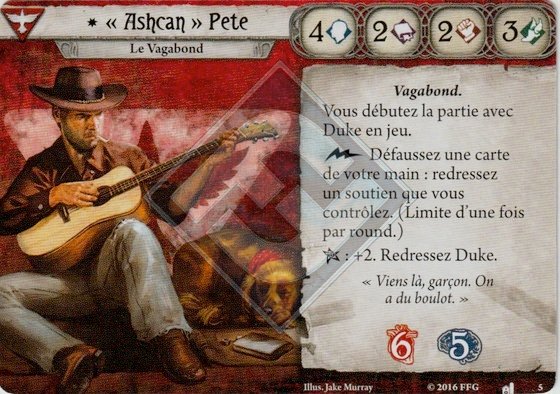 « Ashcan » Pete
Le Vagabond
4 2 2 3
Vagabond.
Vous débutez la partie avec
Duke en jeu.
Défaussez une carte
de votre main : redressez
un soutien que vous
contrôlez. (Limite d'une fois
par round.)
: +2. Redressez Duke.
« Viens là, garçon. On
a du boulot. »
6 5
Illus. Jake Murray © 2016 FFG 5